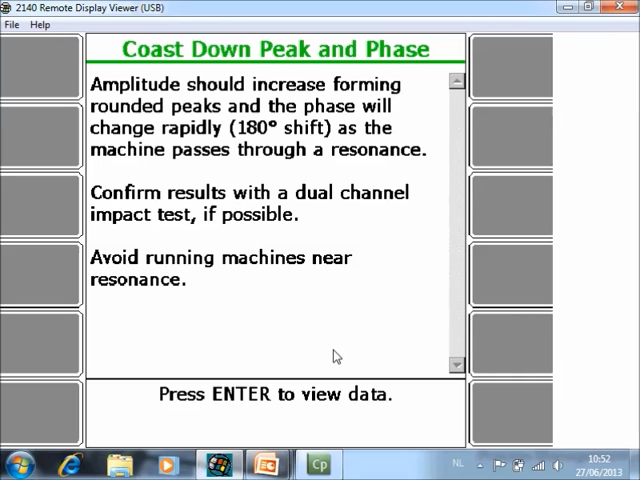 2140 Remote Display Viewer (USB)
File Help
Coast Down Peak and Phase
Amplitude should increase forming
rounded peaks and the phase will
change rapidly (180° shift) as the
machine passes through a resonance.
Confirm results with a dual channel
impact test, if possible.
Avoid running machines near
resonance.
Press ENTER to view data.
Cp
NL
10:52
27/06/2013